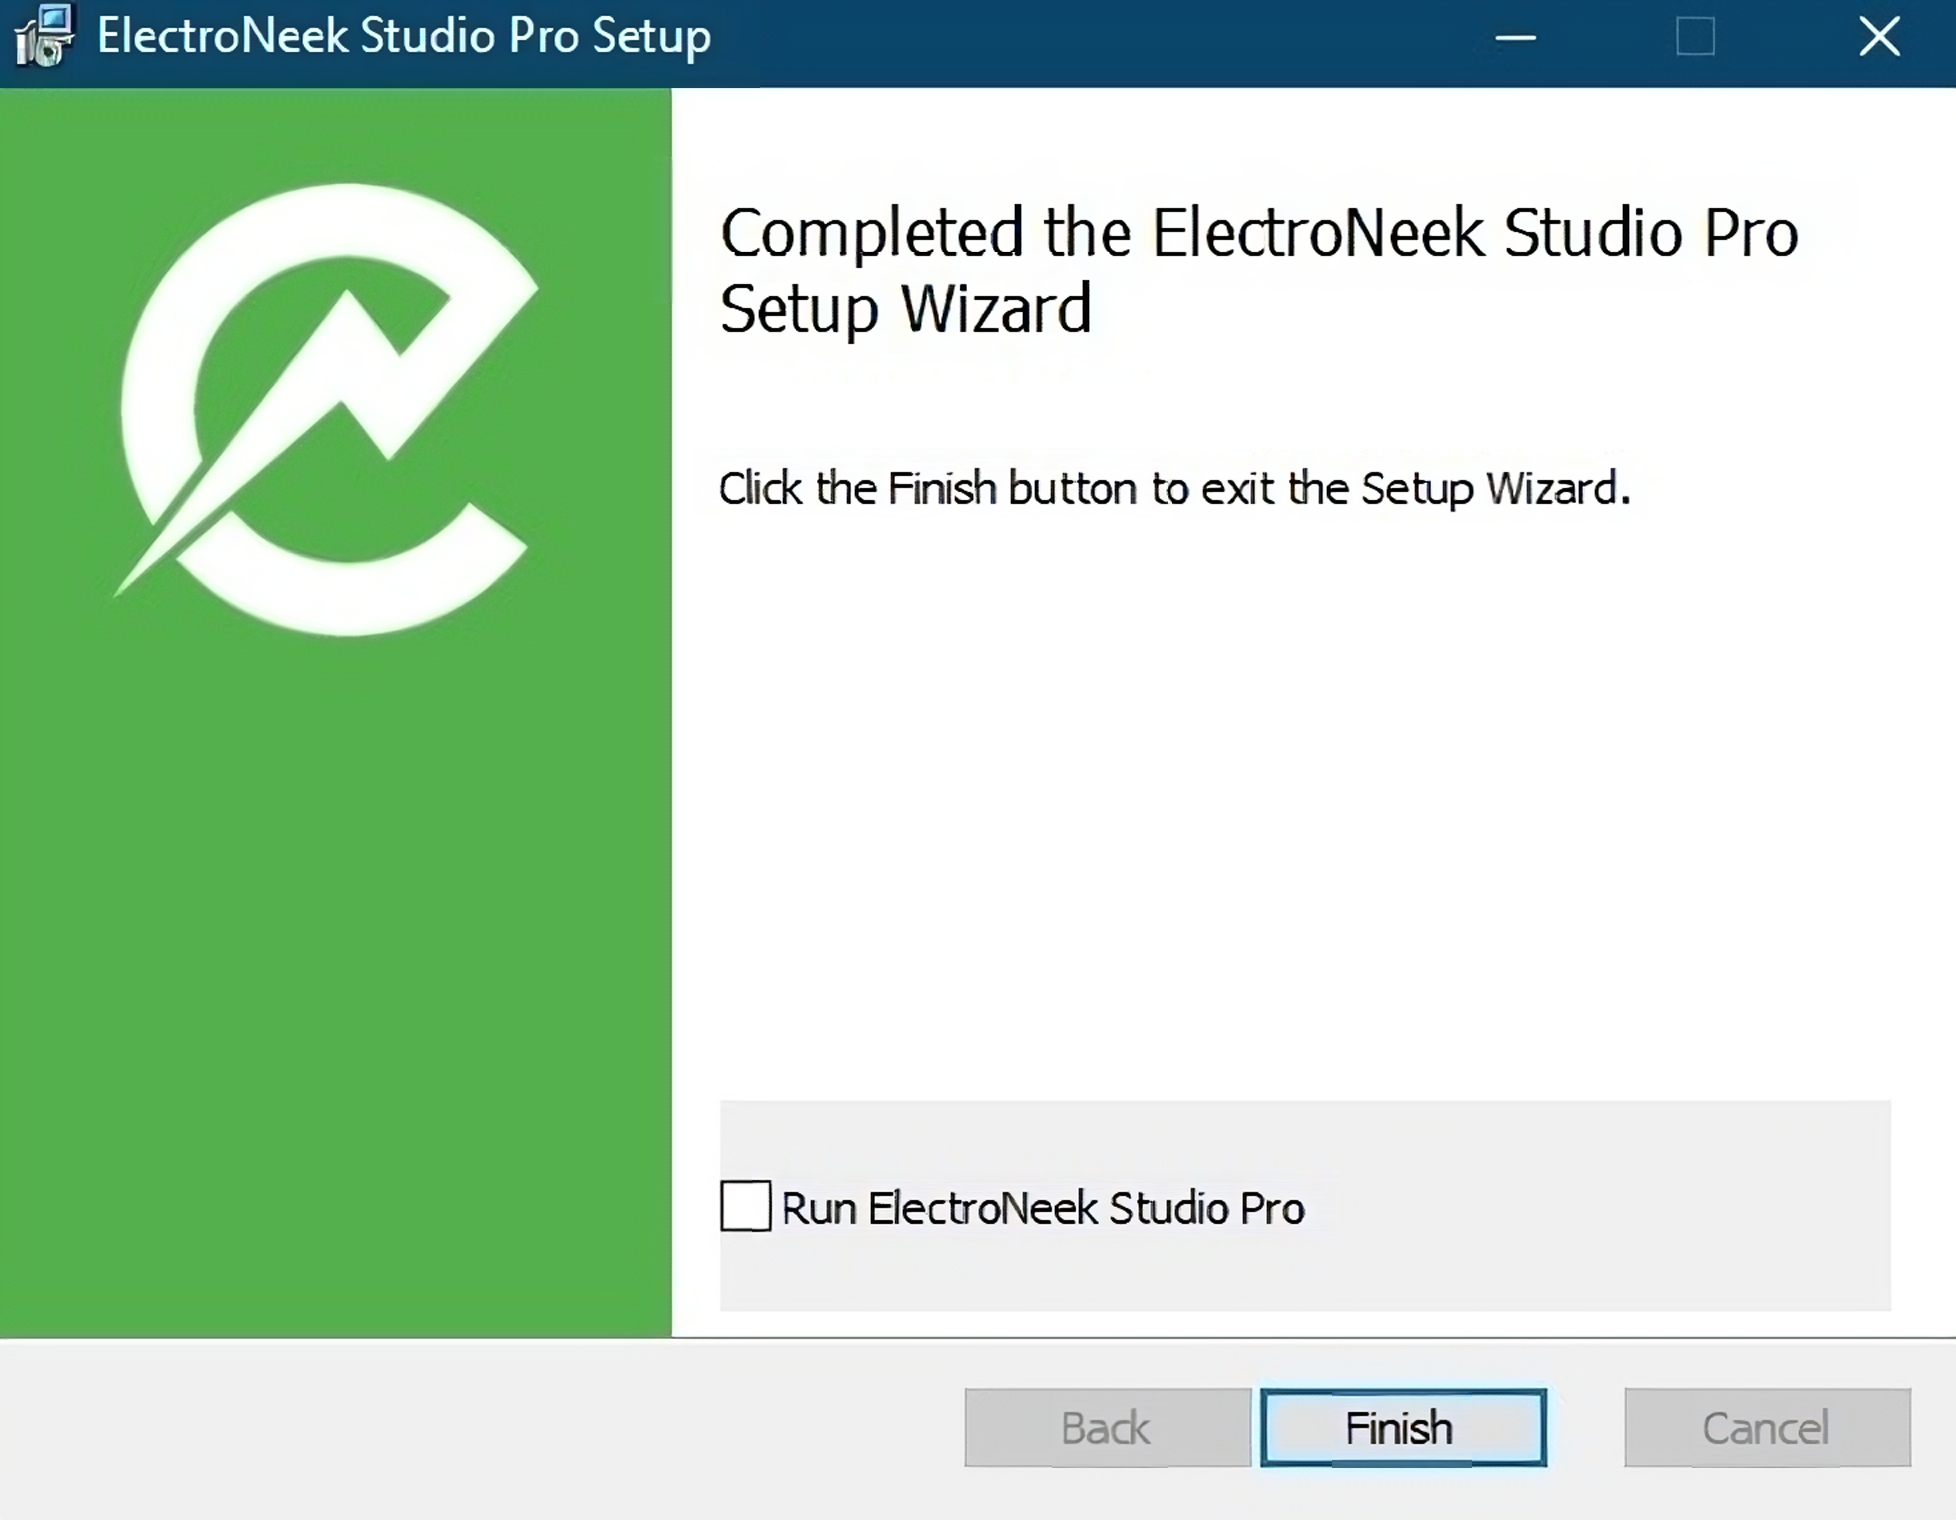 ElectroNeek Studio Pro Setup
Completed the ElectroNeek Studio Pro
Setup Wizard
Click the Finish button to exit the Setup Wizard.
Run ElectroNeek Studio Pro
Back Finish Cancel